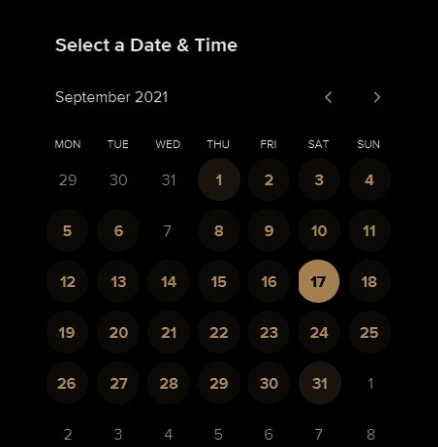 Select a Date & Time
September 2021
MON TUE WED THU FRI SAT SUN
29 30 31 1 2 3 4
5 6 7 8 9 10 11
12 13 14 15 16 17 18
19 20 21 22 23 24 25
26 27 28 29 30 31 1
2 3 4 5 6 7 8